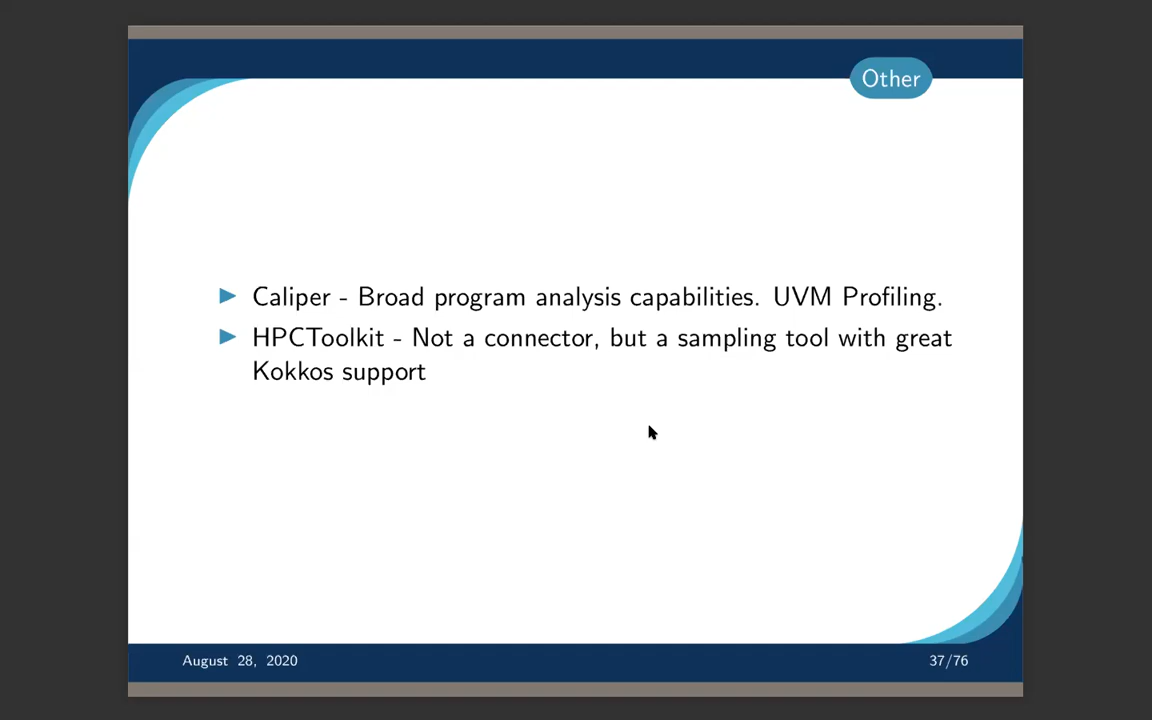 Other
Caliper - Broad program analysis capabilities. UVM Profiling.
HPCToolkit - Not a connector, but a sampling tool with great
Kokkos support
August 28, 2020
37/76